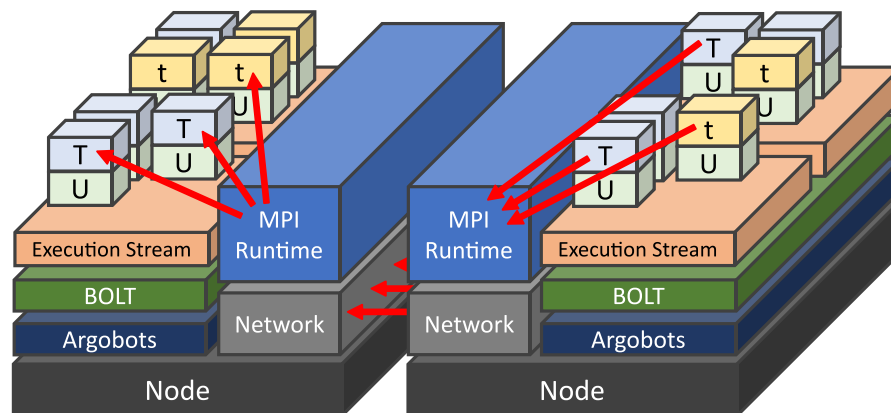 t
t
U
T
T
U
U
MPI
Runtime
Execution Stream
BOLT
Network
Argobots
Node
T
U
t
t
T
U
U
MPI
Runtime
Execution Stream
BOLT
Network
Argobots
Node